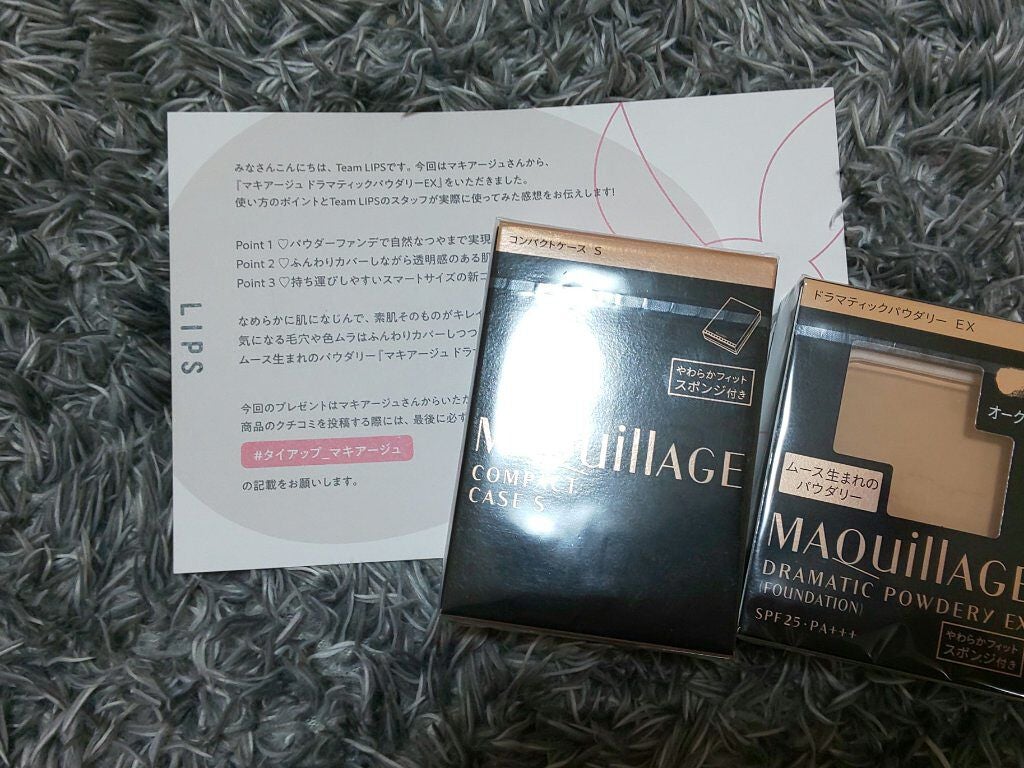 みなさんこんにちは、Team LIPSです。今回はマキアージュさんから、
『マキアージュ ドラマティックパウダリーEX』をいただきました。
使い方のポイントとTeam LIPSのスタッフが実際に使ってみた感想をお伝えします!
Point 1 ♡パウダーファンデで自然なつやまで実現
Point 2 ♡ふんわりカバーしながら透明感のある肌
Point 3 ♡持ち運びしやすいスマートサイズの新コ
なめらかに肌になじんで、素肌そのものがキレイ
気になる毛穴や色ムラはふんわりカバーしつつ
ムース生まれのパウダリー『マキアージュ ドラ
今回のプレゼントはマキアージュさんからいただ
商品のクチコミを投稿する際には、最後に必ず
#タイアップ_マキアージュ
の記載をお願いします。
LIPS
コンパクトケース S
やわらかフィット
スポンジ付き
MAQuillAGE
COMPACT
CASE S
ドラマティックパウダリー EX
オーク
ムース生まれの
パウダリー
MAQuillAGE
DRAMATIC POWDERY EX
(FOUNDATION)
SPF25・PA+++
やわらかフィット
スポンジ付き